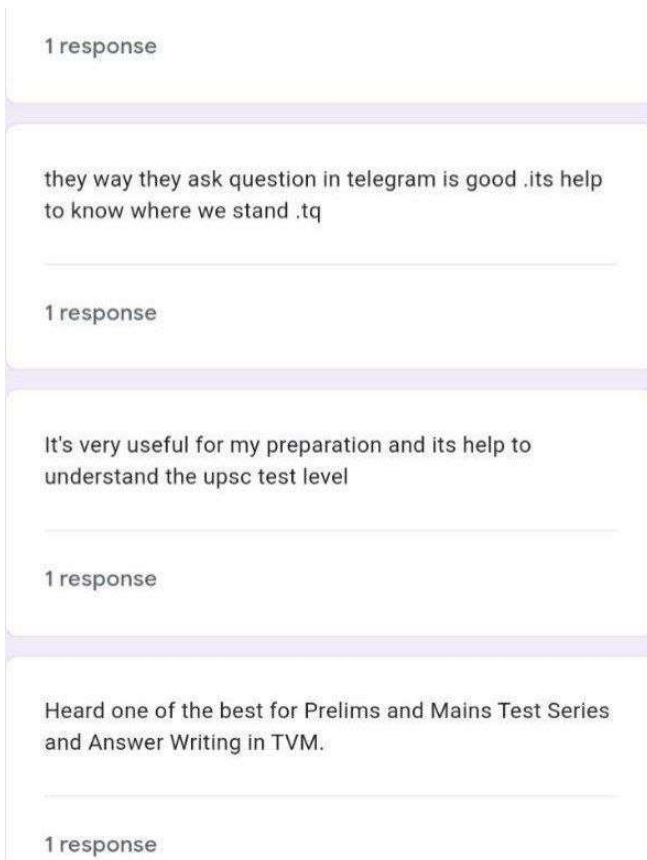 1 response
they way they ask question in telegram is good .its help
to know where we stand .tq
1 response
It's very useful for my preparation and its help to
understand the upsc test level
1 response
Heard one of the best for Prelims and Mains Test Series
and Answer Writing in TVM.
1 response